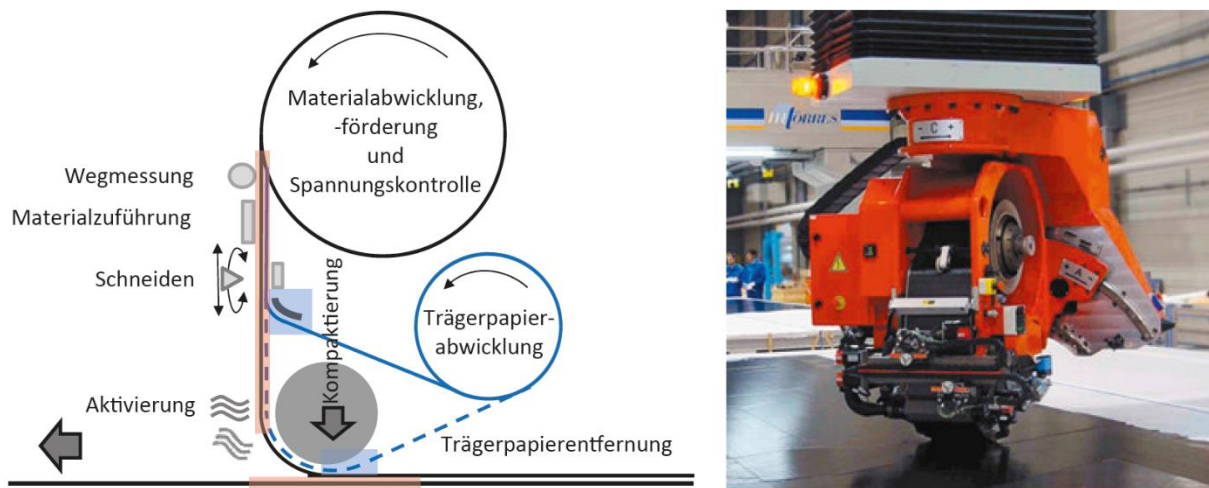 Materialabwicklung,
-förderung
und
Spannungskontrolle
Wegmessung
Materialzuführung
Schneiden
Kompaktierung
Trägerpapier-
abwicklung
Aktivierung
Trägerpapierentfernung
MTORRES
- C +
- A +